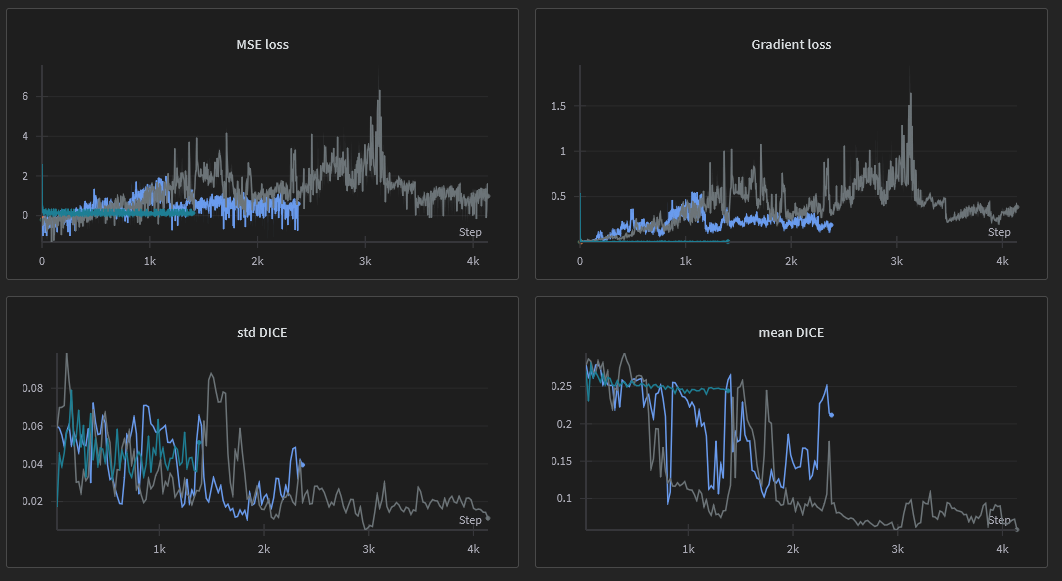 MSE loss
6
4
2
0
Step
0 1k 2k 3k 4k
Gradient loss
1.5
1
0.5
Step
0 1k 2k 3k 4k
std DICE
0.08
0.06
0.04
0.02
Step
1k 2k 3k 4k
mean DICE
0.25
0.2
0.15
0.1
Step
1k 2k 3k 4k